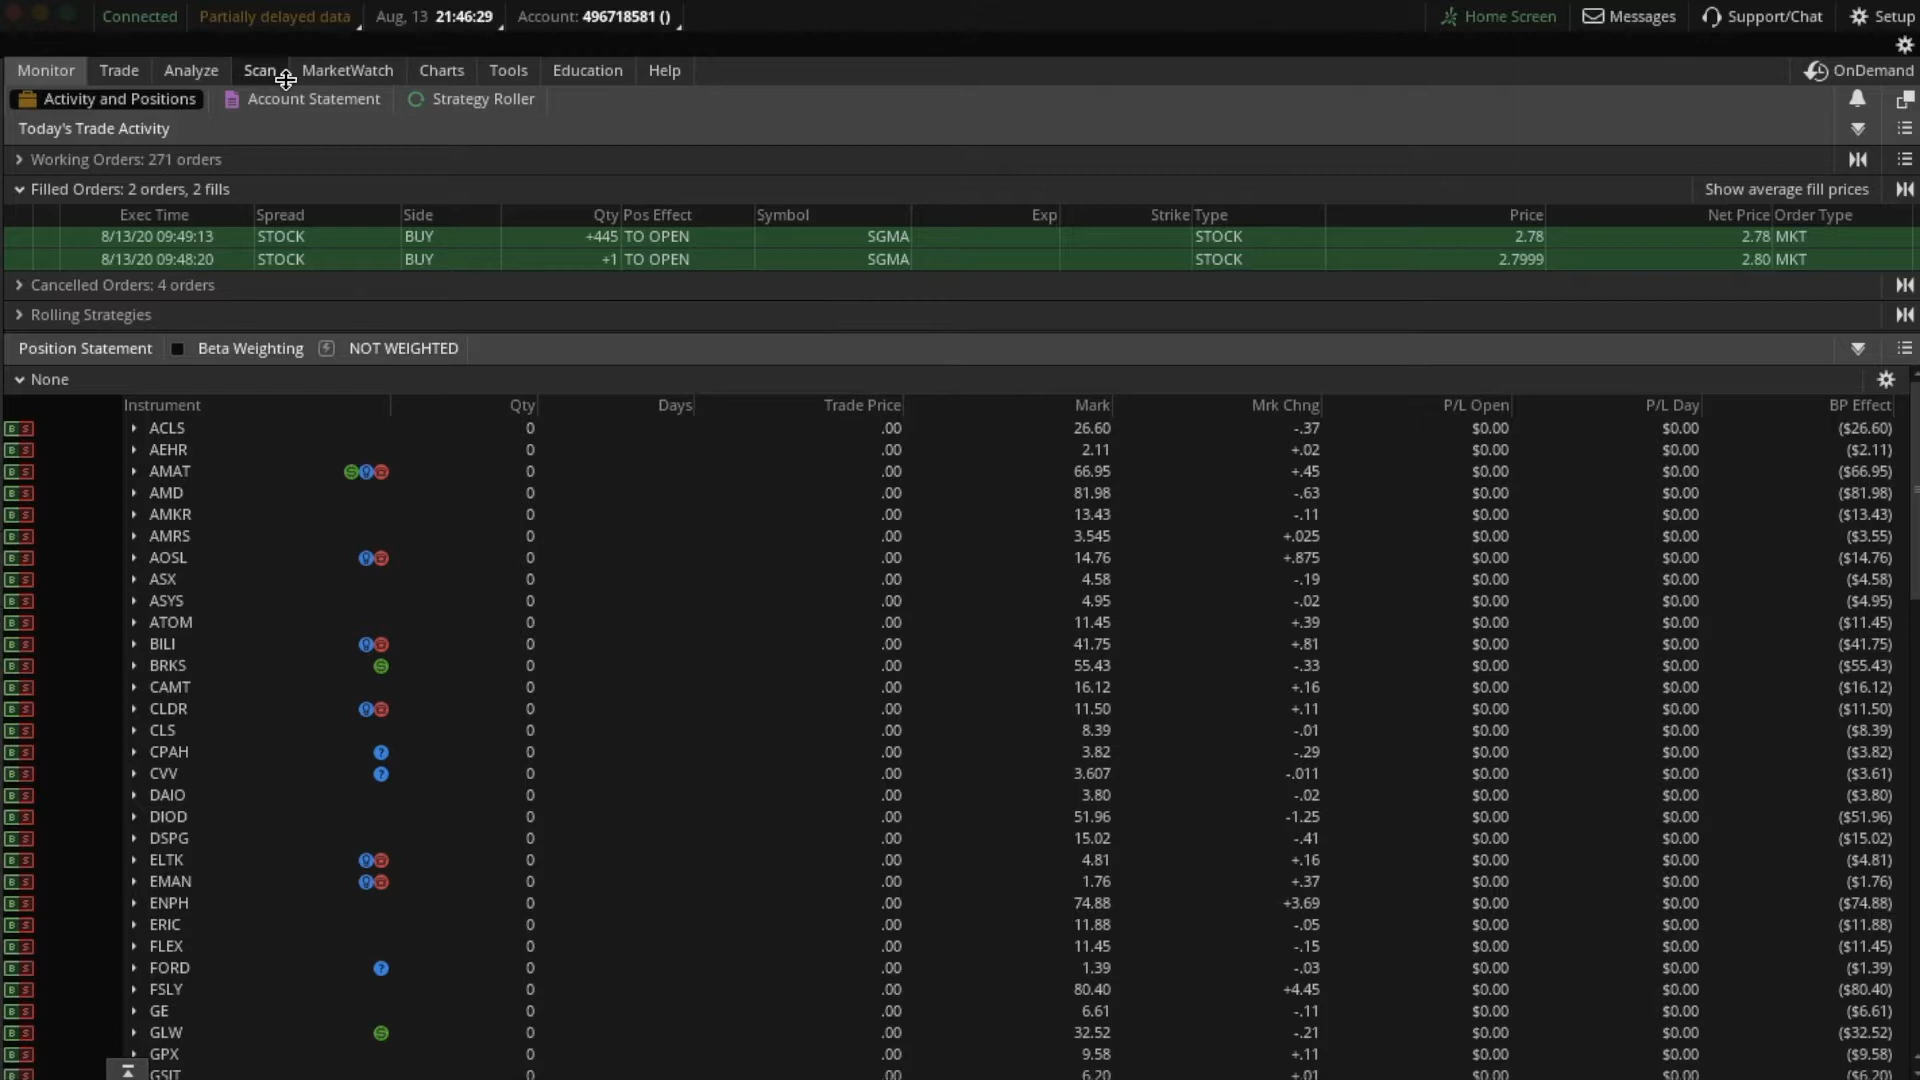 Connected Partially delayed data Aug, 13 21:46:29 Account: 496718581 () Home Screen Messages Support/Chat Setup
Monitor Trade Analyze Scan MarketWatch Charts Tools Education Help OnDemand
Activity and Positions Account Statement Strategy Roller
Today's Trade Activity
Working Orders: 271 orders
Filled Orders: 2 orders, 2 fills Show average fill prices
Exec Time Spread Side Qty Pos Effect Symbol Exp Strike Type Price Net Price Order Type
8/13/20 09:49:13 STOCK BUY +445 TO OPEN SGMA STOCK 2.78 2.78 MKT
8/13/20 09:48:20 STOCK BUY +1 TO OPEN SGMA STOCK 2.7999 2.80 MKT
Cancelled Orders: 4 orders
Rolling Strategies
Position Statement Beta Weighting NOT WEIGHTED
None
Instrument Qty Days Trade Price Mark Mrk Chng P/L Open P/L Day BP Effect
B S ACLS 0 .00 26.60 -.37 $0.00 $0.00 ($26.60)
B S AEHR 0 .00 2.11 +.02 $0.00 $0.00 ($2.11)
B S AMAT 0 .00 66.95 +.45 $0.00 $0.00 ($66.95)
B S AMD 0 .00 81.98 -.63 $0.00 $0.00 ($81.98)
B S AMKR 0 .00 13.43 -.11 $0.00 $0.00 ($13.43)
B S AMRS 0 .00 3.545 +.025 $0.00 $0.00 ($3.55)
B S AOSL 0 .00 14.76 +.875 $0.00 $0.00 ($14.76)
B S ASX 0 .00 4.58 -.19 $0.00 $0.00 ($4.58)
B S ASYS 0 .00 4.95 -.02 $0.00 $0.00 ($4.95)
B S ATOM 0 .00 11.45 +.39 $0.00 $0.00 ($11.45)
B S BILI 0 .00 41.75 +.81 $0.00 $0.00 ($41.75)
B S BRKS 0 .00 55.43 -.33 $0.00 $0.00 ($55.43)
B S CAMT 0 .00 16.12 +.16 $0.00 $0.00 ($16.12)
B S CLDR 0 .00 11.50 +.11 $0.00 $0.00 ($11.50)
B S CLS 0 .00 8.39 -.01 $0.00 $0.00 ($8.39)
B S CPAH ? 0 .00 3.82 -.29 $0.00 $0.00 ($3.82)
B S CVV ? 0 .00 3.607 -.011 $0.00 $0.00 ($3.61)
B S DAIO 0 .00 3.80 -.02 $0.00 $0.00 ($3.80)
B S DIOD 0 .00 51.96 -1.25 $0.00 $0.00 ($51.96)
B S DSPG 0 .00 15.02 -.41 $0.00 $0.00 ($15.02)
B S ELTK 0 .00 4.81 +.16 $0.00 $0.00 ($4.81)
B S EMAN 0 .00 1.76 +.37 $0.00 $0.00 ($1.76)
B S ENPH 0 .00 74.88 +3.69 $0.00 $0.00 ($74.88)
B S ERIC 0 .00 11.88 -.05 $0.00 $0.00 ($11.88)
B S FLEX 0 .00 11.45 -.15 $0.00 $0.00 ($11.45)
B S FORD ? 0 .00 1.39 -.03 $0.00 $0.00 ($1.39)
B S FSLY 0 .00 80.40 +4.45 $0.00 $0.00 ($80.40)
B S GE 0 .00 6.61 -.11 $0.00 $0.00 ($6.61)
B S GLW 0 .00 32.52 -.21 $0.00 $0.00 ($32.52)
B S GPX 0 .00 9.58 +.11 $0.00 $0.00 ($9.58)
B S GSIT 0 .00 6.20 +.01 $0.00 $0.00 ($6.20)